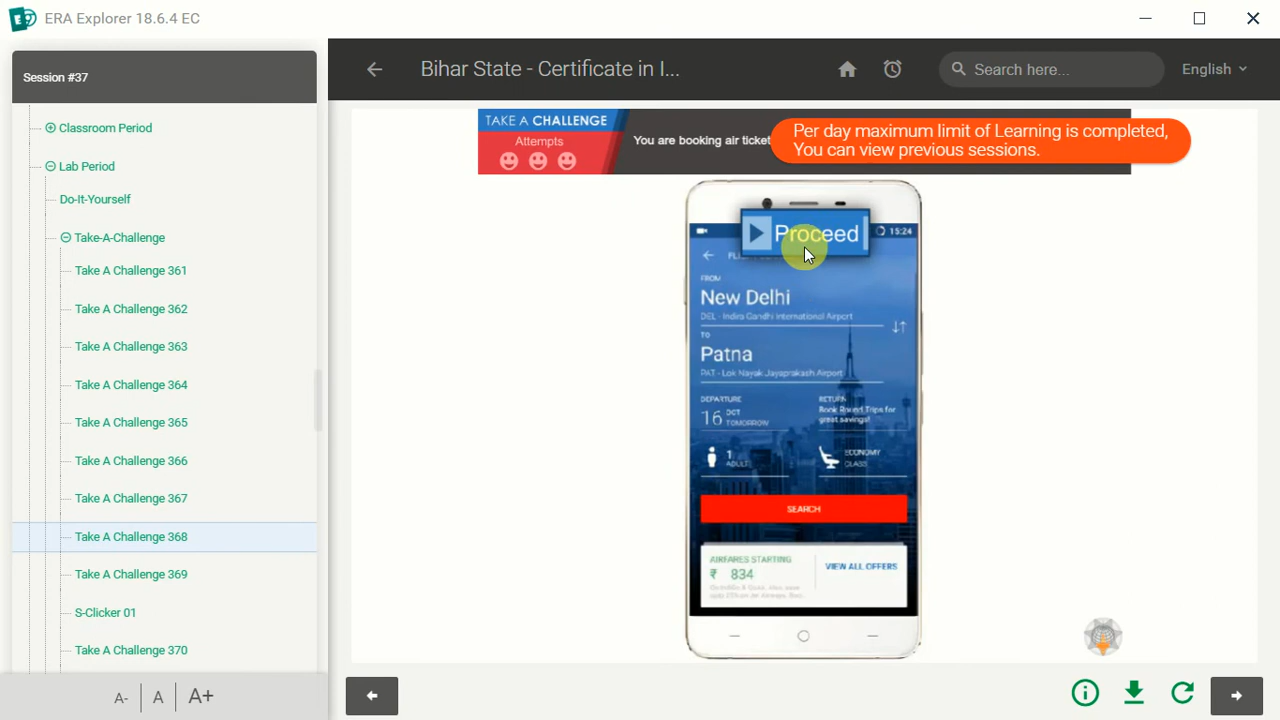 ERA Explorer 18.6.4 EC
Session #37
Classroom Period
Lab Period
Do-It-Yourself
Take-A-Challenge
Take A Challenge 361
Take A Challenge 362
Take A Challenge 363
Take A Challenge 364
Take A Challenge 365
Take A Challenge 366
Take A Challenge 367
Take A Challenge 368
Take A Challenge 369
S-Clicker 01
Take A Challenge 370
A- A A+
Bihar State - Certificate in I...
Search here...
English
TAKE A CHALLENGE
Attempts
You are booking air ticket
Per day maximum limit of Learning is completed,
You can view previous sessions.
Proceed
15:24
FROM
New Delhi
DEL - Indira Gandhi International Airport
TO
Patna
PAT - Lok Nayak Jayaprakash Airport
DEPARTURE
16 OCT
TOMORROW
RETURN
Book Round Trips for
great savings!
1
ADULT
ECONOMY
CLASS
SEARCH
AIRFARES STARTING
₹ 834
VIEW ALL OFFERS